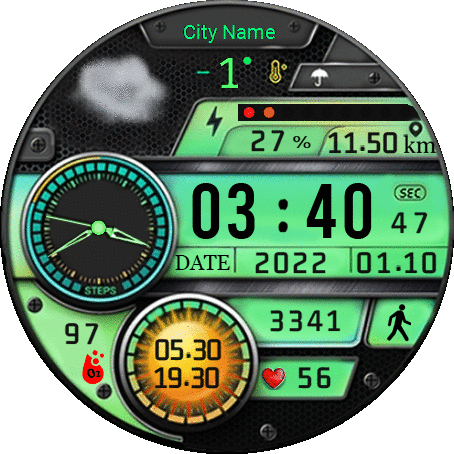 City Name
-1°
27 % 11.50 km
03:40
SEC
47
DATE 2022 01.10
STEPS
3341
97
O2
05.30
19.30
56